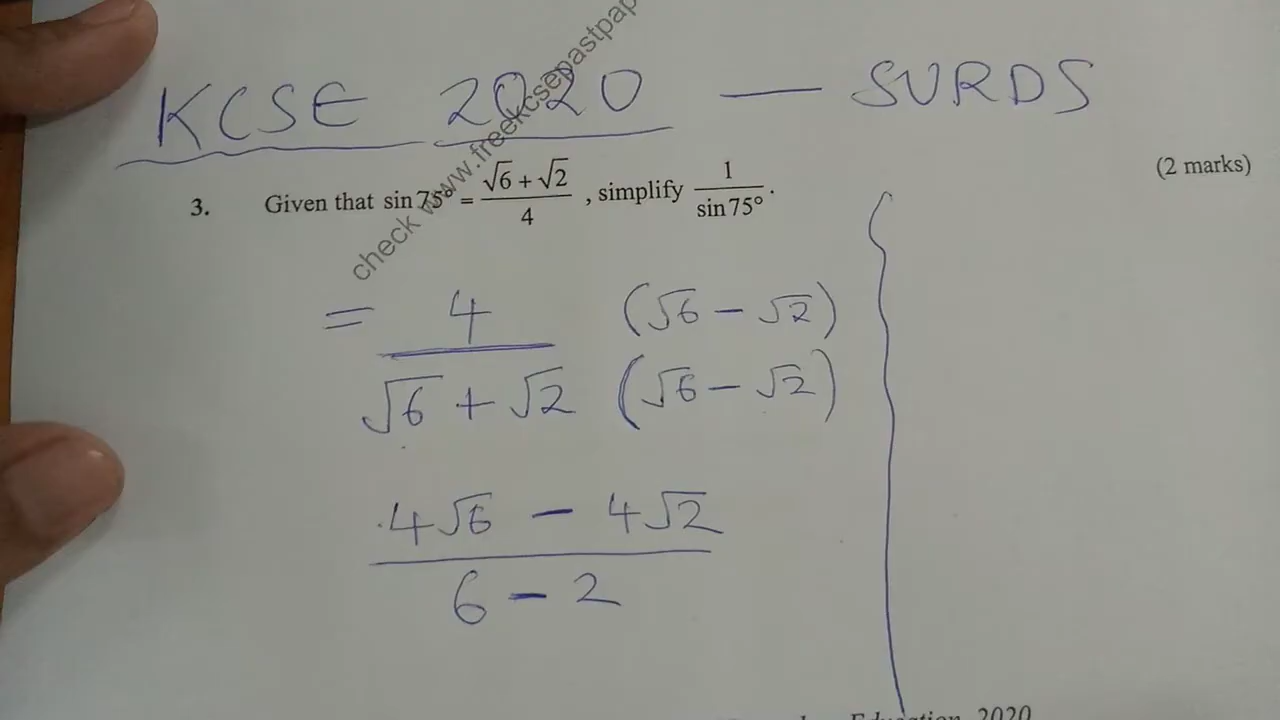 KCSE 2020 — SURDS
(2 marks)
3. Given that sin 75° = (√6 + √2)/4 , simplify 1/sin 75° .
check www.freekcsepastpap
= 4 (√6 − √2)
√6 + √2 (√6 − √2)
4√6 − 4√2
6 − 2
2020